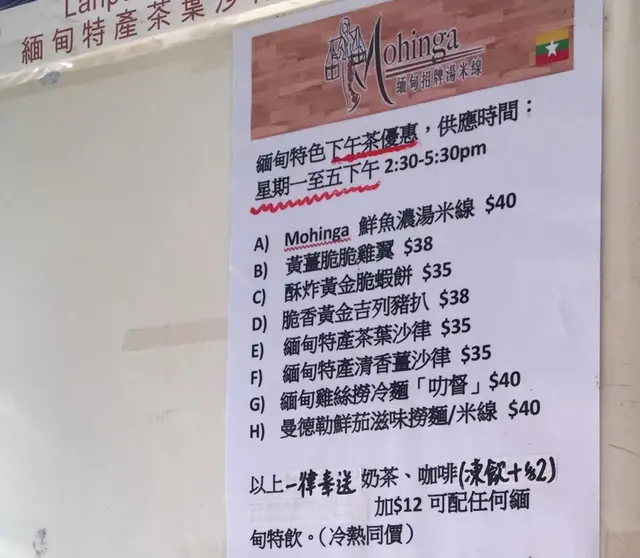 緬甸特產茶葉沙
Mohinga
緬甸招牌湯米線
緬甸特色下午茶優惠，供應時間：
星期一至五下午 2:30-5:30pm
A) Mohinga 鮮魚濃湯米線 $40
B) 黃薑脆脆雞翼 $38
C) 酥炸黃金脆蝦餅 $35
D) 脆香黃金吉列豬扒 $38
E) 緬甸特產茶葉沙律 $35
F) 緬甸特產清香薑沙律 $35
G) 緬甸雞絲撈冷麵「叻督」$40
H) 曼德勒鮮茄滋味撈麵/米線 $40
以上一律奉送 奶茶、咖啡(凍飲+$2)
加$12 可配任何緬
甸特飲。（冷熱同價）